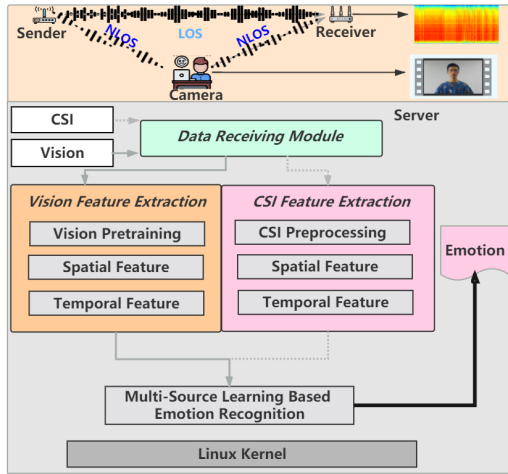 Sender
NLOS
LOS
NLOS
Receiver
Camera
Server
CSI
Vision
Data Receiving Module
Vision Feature Extraction
Vision Pretraining
Spatial Feature
Temporal Feature
CSI Feature Extraction
CSI Preprocessing
Spatial Feature
Temporal Feature
Emotion
Multi-Source Learning Based
Emotion Recognition
Linux Kernel